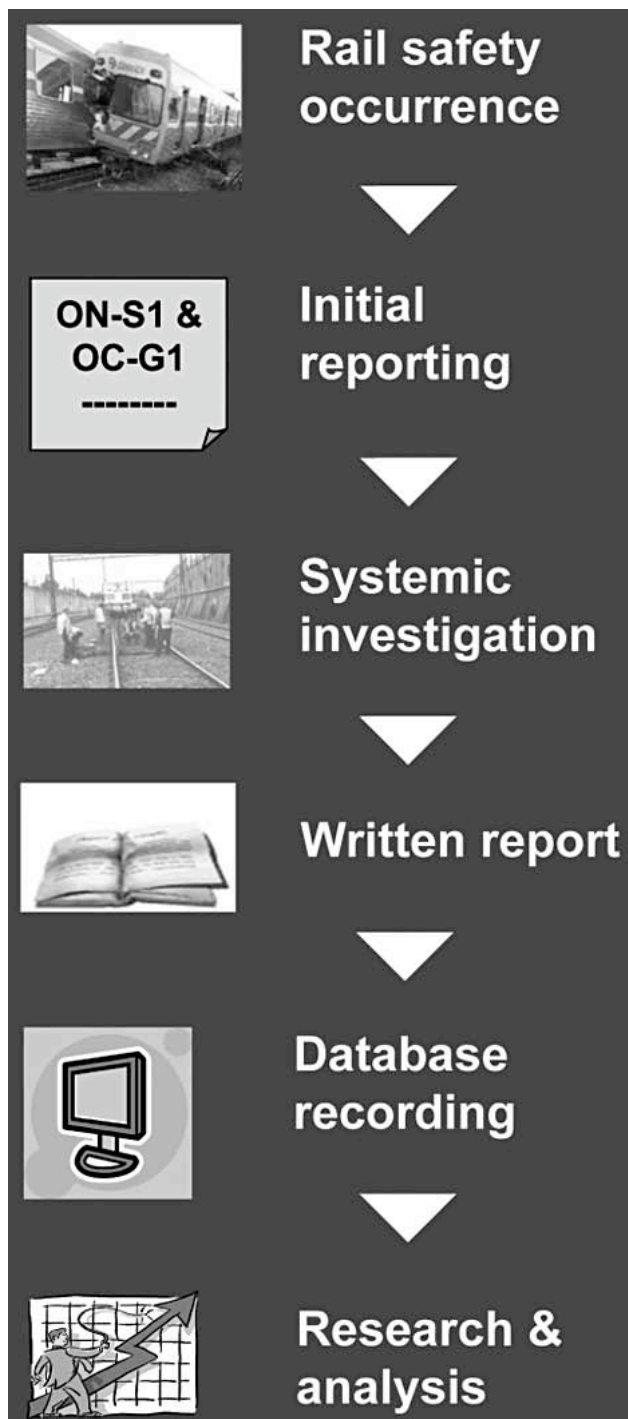 Rail safety
occurrence
ON-S1 &
OC-G1
--------
Initial
reporting
Systemic
investigation
Written report
Database
recording
Research &
analysis